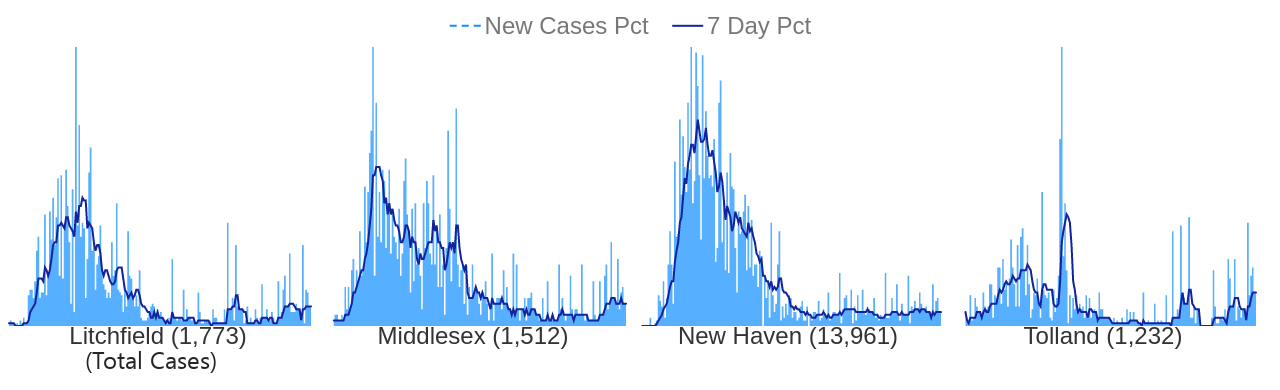 New Cases Pct 7 Day Pct
Litchfield (1,773) Middlesex (1,512) New Haven (13,961) Tolland (1,232)
(Total Cases)